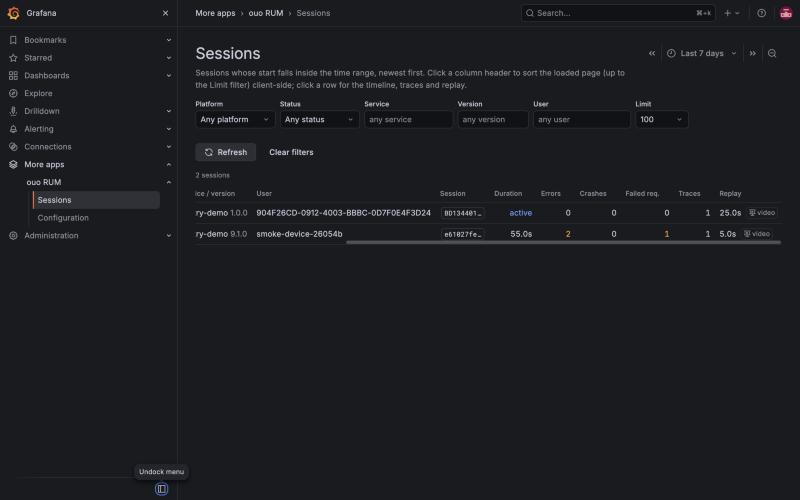 Grafana
More apps › ouo RUM › Sessions
Search...
⌘+k
Bookmarks
Starred
Dashboards
Explore
Drilldown
Alerting
Connections
More apps
ouo RUM
Sessions
Configuration
Administration
Undock menu
Sessions
Last 7 days
Sessions whose start falls inside the time range, newest first. Click a column header to sort the loaded page (up to
the Limit filter) client-side; click a row for the timeline, traces and replay.
Platform Status Service Version User Limit
Any platform Any status any service any version any user 100
Refresh Clear filters
2 sessions
ice / version User Session Duration Errors Crashes Failed req. Traces Replay
ry-demo 1.0.0 904F26CD-0912-4003-BBBC-0D7F0E4F3D24 BD134401… active 0 0 0 1 25.0s video
ry-demo 9.1.0 smoke-device-26054b e61027fe… 55.0s 2 0 1 1 5.0s video